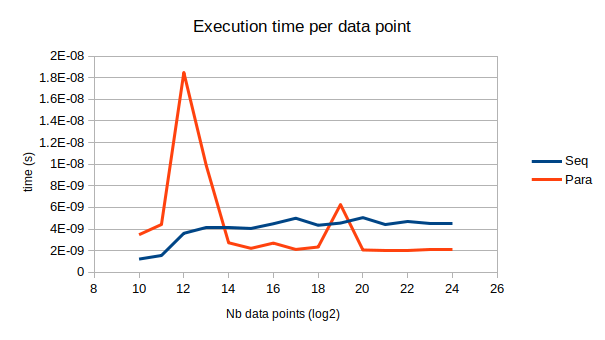 Execution time per data point
2E-08
1.8E-08
1.6E-08
1.4E-08
1.2E-08
1E-08
8E-09
6E-09
4E-09
2E-09
0
time (s)
8 10 12 14 16 18 20 22 24 26
Nb data points (log2)
Seq
Para